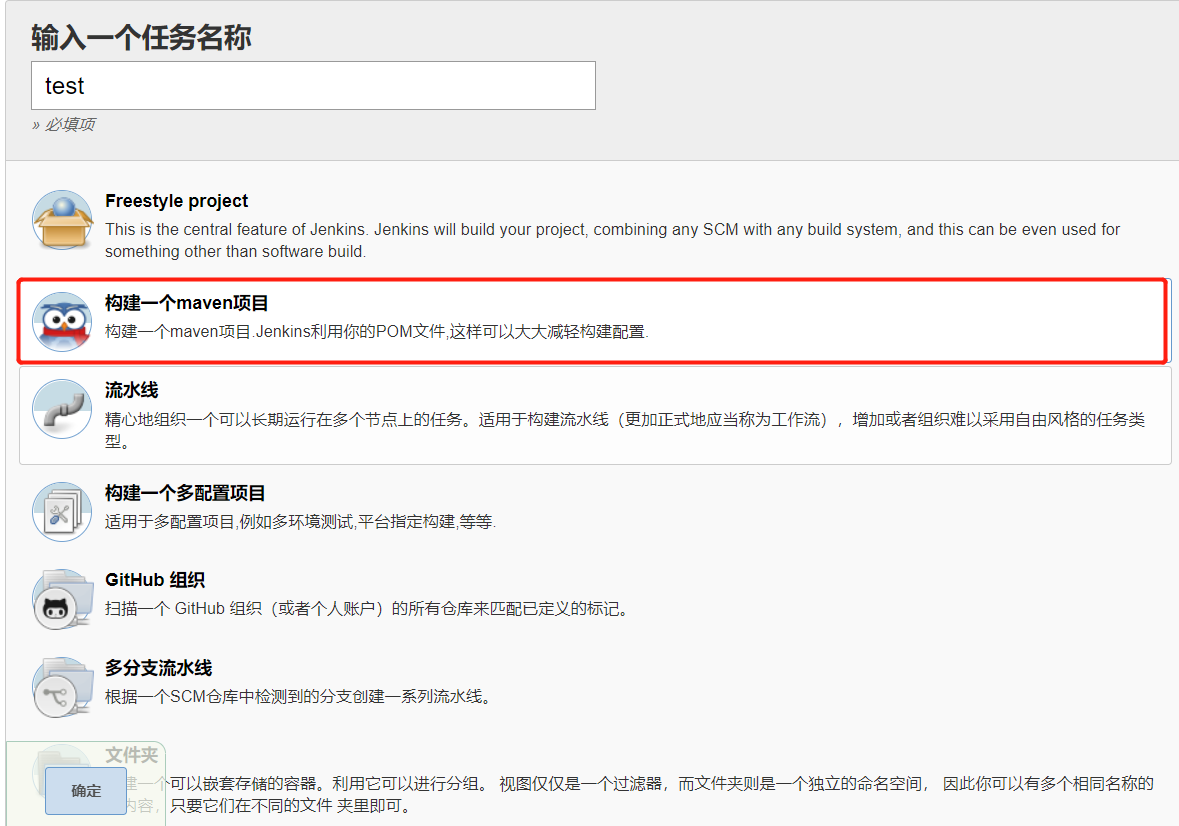 输入一个任务名称
test
» 必填项
Freestyle project
This is the central feature of Jenkins. Jenkins will build your project, combining any SCM with any build system, and this can be even used for
something other than software build.
构建一个maven项目
构建一个maven项目.Jenkins利用你的POM文件,这样可以大大减轻构建配置.
流水线
精心地组织一个可以长期运行在多个节点上的任务。适用于构建流水线（更加正式地应当称为工作流），增加或者组织难以采用自由风格的任务类
型。
构建一个多配置项目
适用于多配置项目,例如多环境测试,平台指定构建,等等.
GitHub 组织
扫描一个 GitHub 组织（或者个人账户）的所有仓库来匹配已定义的标记。
多分支流水线
根据一个SCM仓库中检测到的分支创建一系列流水线。
文件夹
建一个可以嵌套存储的容器。利用它可以进行分组。 视图仅仅是一个过滤器，而文件夹则是一个独立的命名空间， 因此你可以有多个相同名称的
内容，只要它们在不同的文件 夹里即可。
确定